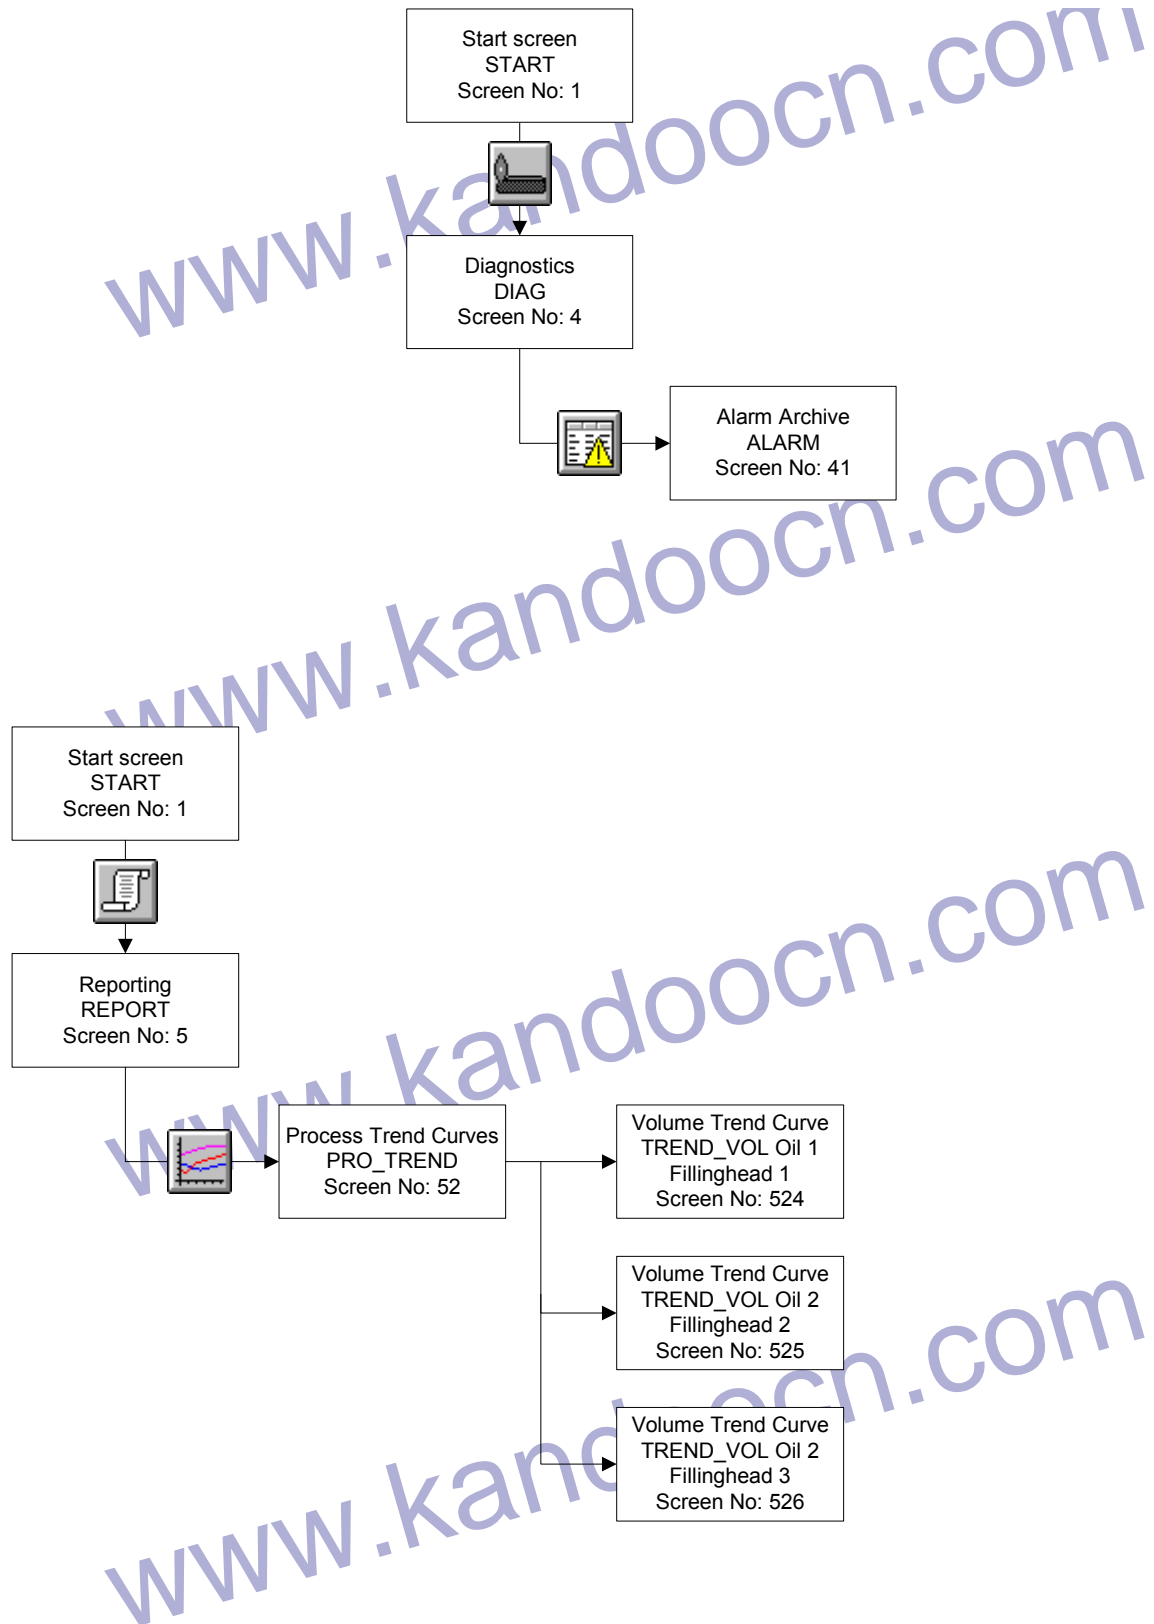 Start screen
START
Screen No: 1
www.kandoocn.com
Diagnostics
DIAG
Screen No: 4
Alarm Archive
ALARM
Screen No: 41
www.kandoocn.com
Start screen
START
Screen No: 1
Reporting
REPORT
Screen No: 5
www.kandoocn.com
Process Trend Curves
PRO_TREND
Screen No: 52
Volume Trend Curve
TREND_VOL Oil 1
Fillinghead 1
Screen No: 524
Volume Trend Curve
TREND_VOL Oil 2
Fillinghead 2
Screen No: 525
Volume Trend Curve
TREND_VOL Oil 2
Fillinghead 3
Screen No: 526
www.kandoocn.com